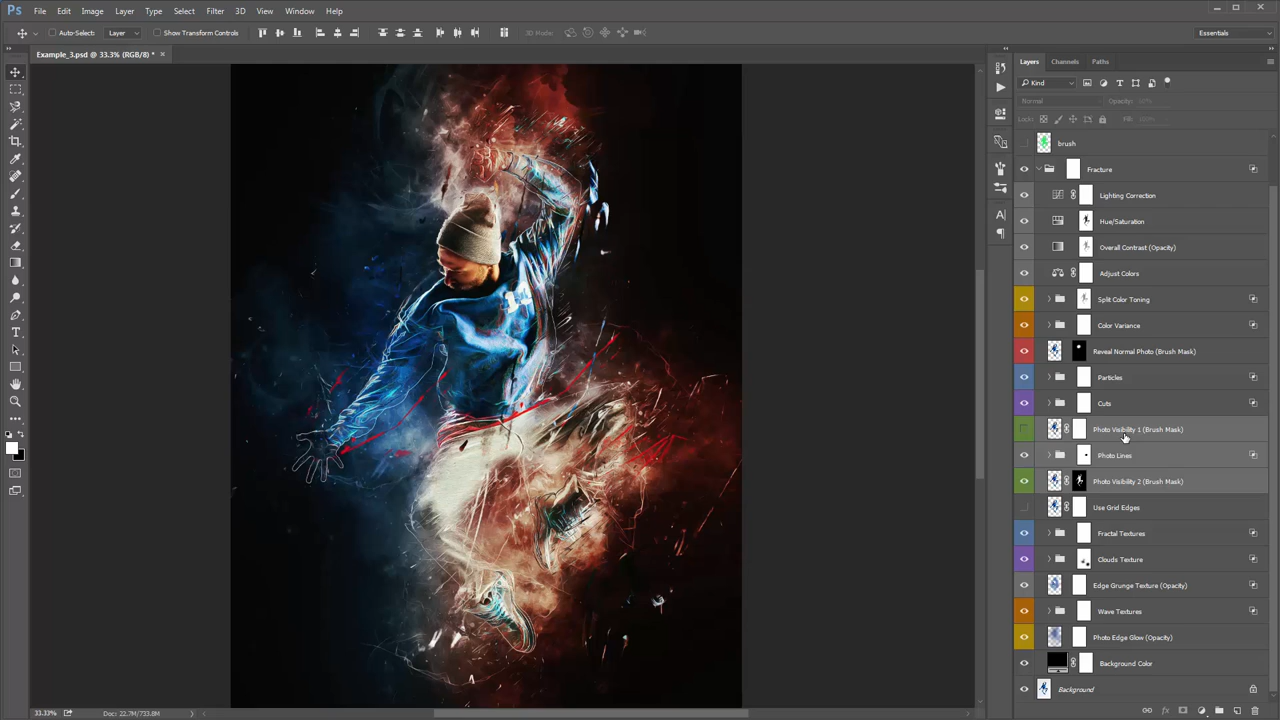 Ps File Edit Image Layer Type Select Filter 3D View Window Help
Auto-Select: Layer Show Transform Controls 3D Mode: Essentials
Example_3.psd @ 33.3% (RGB/8) *
Layers Channels Paths
Kind
Normal Opacity:
Lock: Fill:
brush
Fracture
Lighting Correction
Hue/Saturation
Overall Contrast (Opacity)
Adjust Colors
Split Color Toning
Color Variance
Reveal Normal Photo (Brush Mask)
Particles
Cuts
Photo Visibility 1 (Brush Mask)
Photo Lines
Photo Visibility 2 (Brush Mask)
Use Grid Edges
Fractal Textures
Clouds Texture
Edge Grunge Texture (Opacity)
Wave Textures
Photo Edge Glow (Opacity)
Background Color
Background
33.33% Doc: 22.7M/733.8M